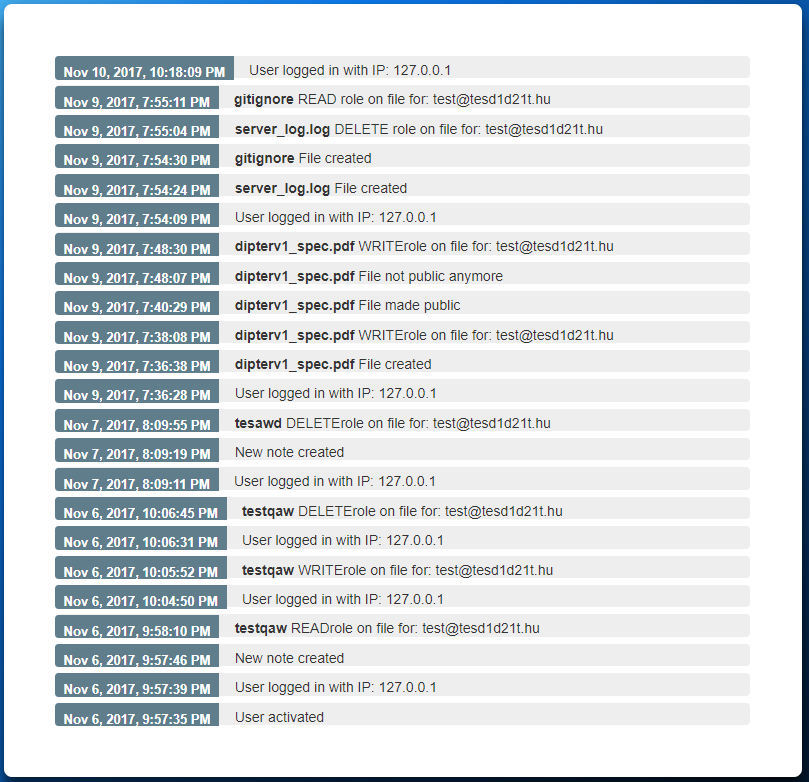 Nov 10, 2017, 10:18:09 PM User logged in with IP: 127.0.0.1
Nov 9, 2017, 7:55:11 PM gitignore READ role on file for: test@tesd1d21t.hu
Nov 9, 2017, 7:55:04 PM server_log.log DELETE role on file for: test@tesd1d21t.hu
Nov 9, 2017, 7:54:30 PM gitignore File created
Nov 9, 2017, 7:54:24 PM server_log.log File created
Nov 9, 2017, 7:54:09 PM User logged in with IP: 127.0.0.1
Nov 9, 2017, 7:48:30 PM dipterv1_spec.pdf WRITErole on file for: test@tesd1d21t.hu
Nov 9, 2017, 7:48:07 PM dipterv1_spec.pdf File not public anymore
Nov 9, 2017, 7:40:29 PM dipterv1_spec.pdf File made public
Nov 9, 2017, 7:38:08 PM dipterv1_spec.pdf WRITErole on file for: test@tesd1d21t.hu
Nov 9, 2017, 7:36:38 PM dipterv1_spec.pdf File created
Nov 9, 2017, 7:36:28 PM User logged in with IP: 127.0.0.1
Nov 7, 2017, 8:09:55 PM tesawd DELETErole on file for: test@tesd1d21t.hu
Nov 7, 2017, 8:09:19 PM New note created
Nov 7, 2017, 8:09:11 PM User logged in with IP: 127.0.0.1
Nov 6, 2017, 10:06:45 PM testqaw DELETErole on file for: test@tesd1d21t.hu
Nov 6, 2017, 10:06:31 PM User logged in with IP: 127.0.0.1
Nov 6, 2017, 10:05:52 PM testqaw WRITErole on file for: test@tesd1d21t.hu
Nov 6, 2017, 10:04:50 PM User logged in with IP: 127.0.0.1
Nov 6, 2017, 9:58:10 PM testqaw READrole on file for: test@tesd1d21t.hu
Nov 6, 2017, 9:57:46 PM New note created
Nov 6, 2017, 9:57:39 PM User logged in with IP: 127.0.0.1
Nov 6, 2017, 9:57:35 PM User activated